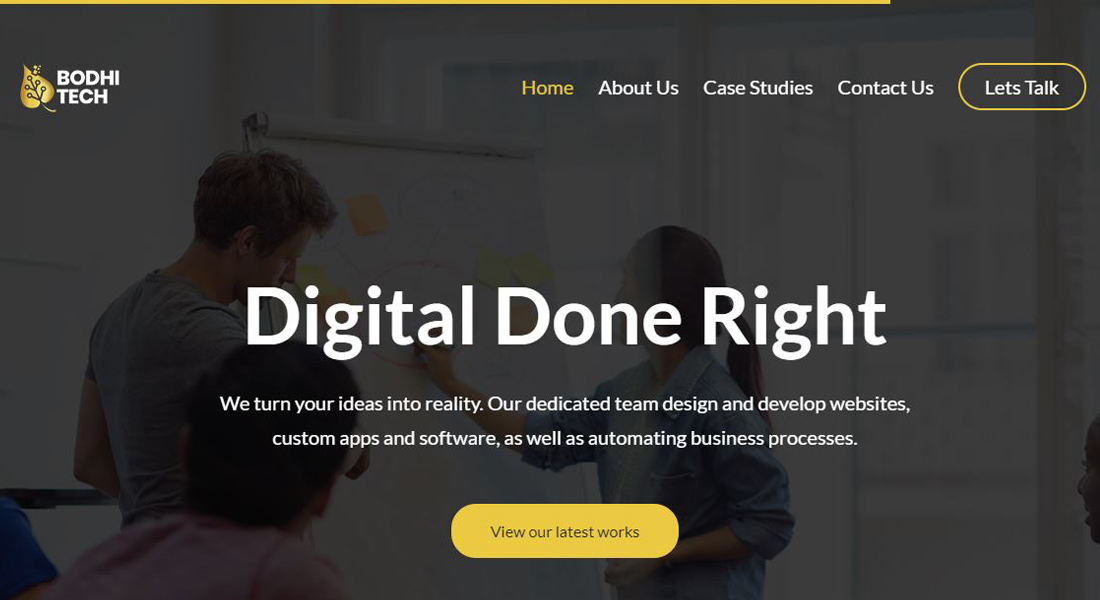 BODHI
TECH
Home About Us Case Studies Contact Us Lets Talk
Digital Done Right
We turn your ideas into reality. Our dedicated team design and develop websites,
custom apps and software, as well as automating business processes.
View our latest works